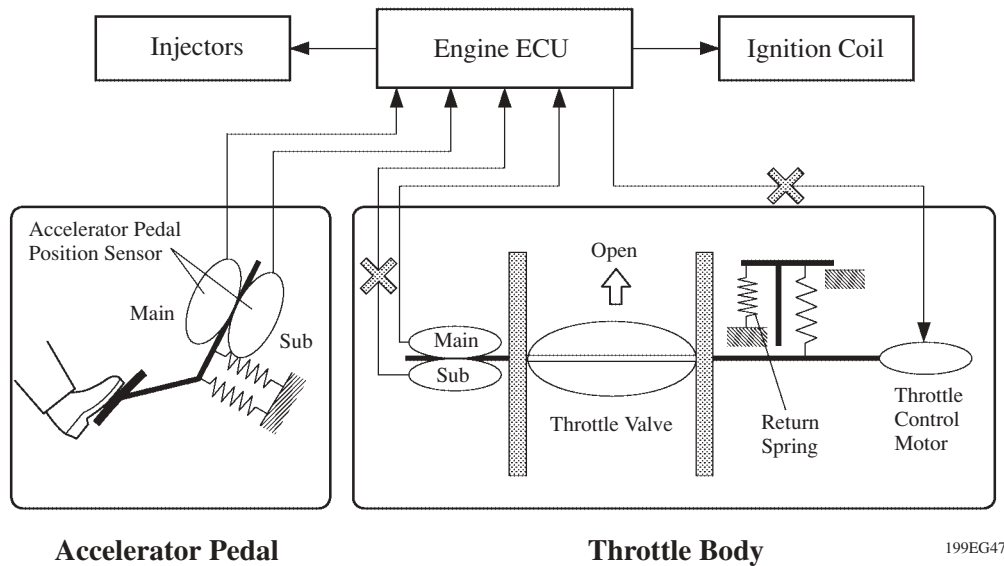 Injectors
Engine ECU
Ignition Coil
Accelerator Pedal
Position Sensor
Main
Sub
Open
Main
Sub
Throttle Valve
Return
Spring
Throttle
Control
Motor
Accelerator Pedal
Throttle Body
199EG47